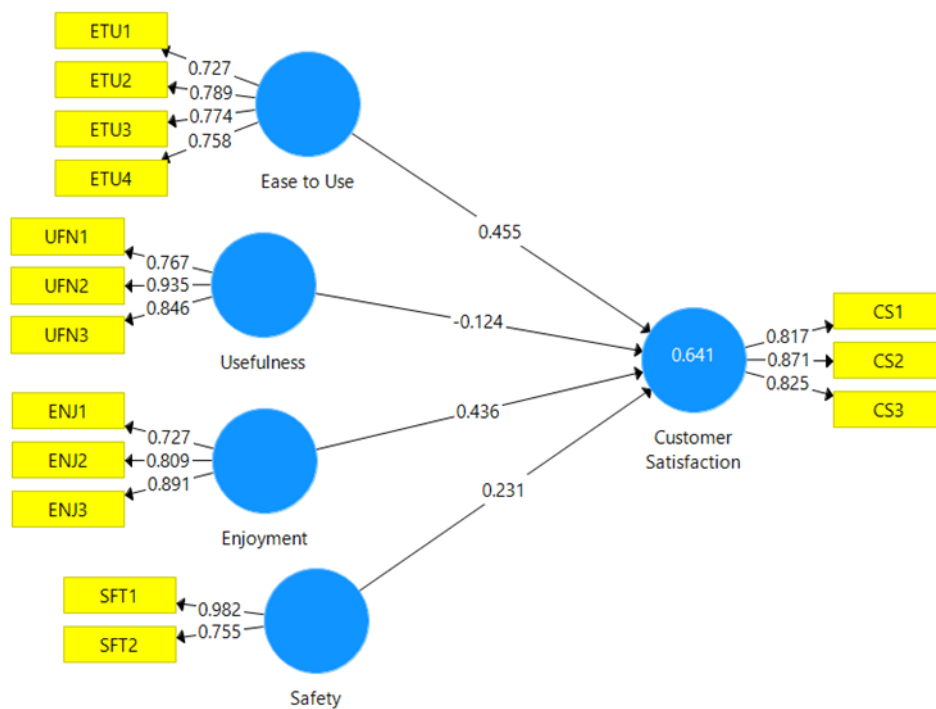 ETU1
0.727
ETU2
0.789
ETU3
0.774
0.758
ETU4
Ease to Use
0.455
UFN1
0.767
UFN2
0.935
UFN3
0.846
Usefulness
-0.124
ENJ1
0.727
ENJ2
0.809
ENJ3
0.891
Enjoyment
0.436
SFT1
0.982
SFT2
0.755
Safety
0.231
0.641
Customer
Satisfaction
CS1
0.817
CS2
0.871
CS3
0.825